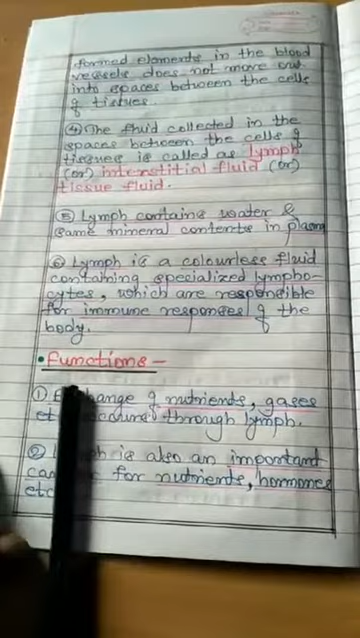 formed elements in the blood
vessels does not move out
into spaces between the cells
of tissues.
④ The fluid collected in the
spaces between the cells of
tissues is called as lymph
(or) interstitial fluid (or)
tissue fluid.
⑤ Lymph contains water &
same mineral contents in plasma
⑥ Lymph is a colourless fluid
containing specialized lympho-
cytes, which are responsible
for immune responses of the
body.
• Functions —
① of nutrients, gases
through lymph.
② is also an important
for nutrients, hormones
etc